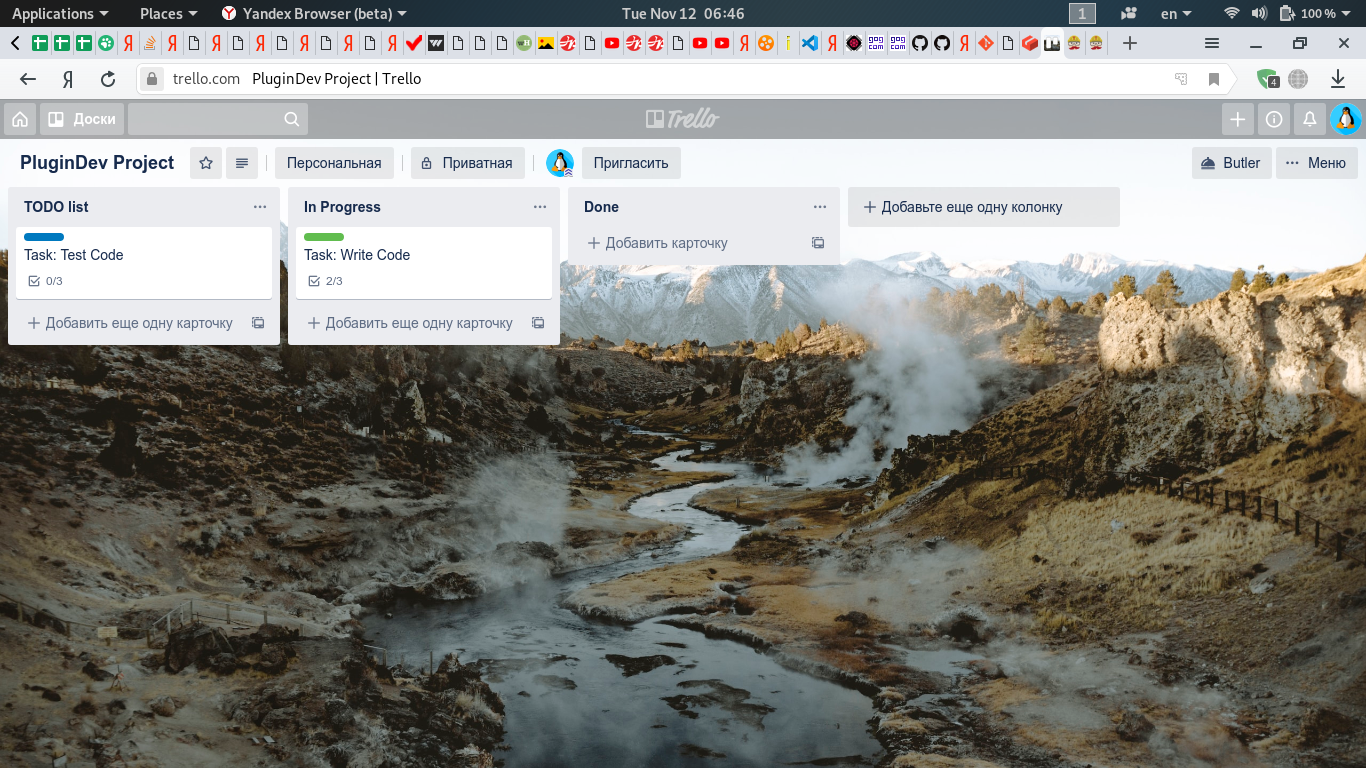 Applications Places Yandex Browser (beta) Tue Nov 12 06:46 1 en 100 %
trello.com PluginDev Project | Trello 4
Доски Trello
PluginDev Project Персональная Приватная Пригласить Butler Меню
TODO list In Progress Done Добавьте еще одну колонку
Task: Test Code Task: Write Code Добавить карточку
0/3 2/3
Добавить еще одну карточку Добавить еще одну карточку